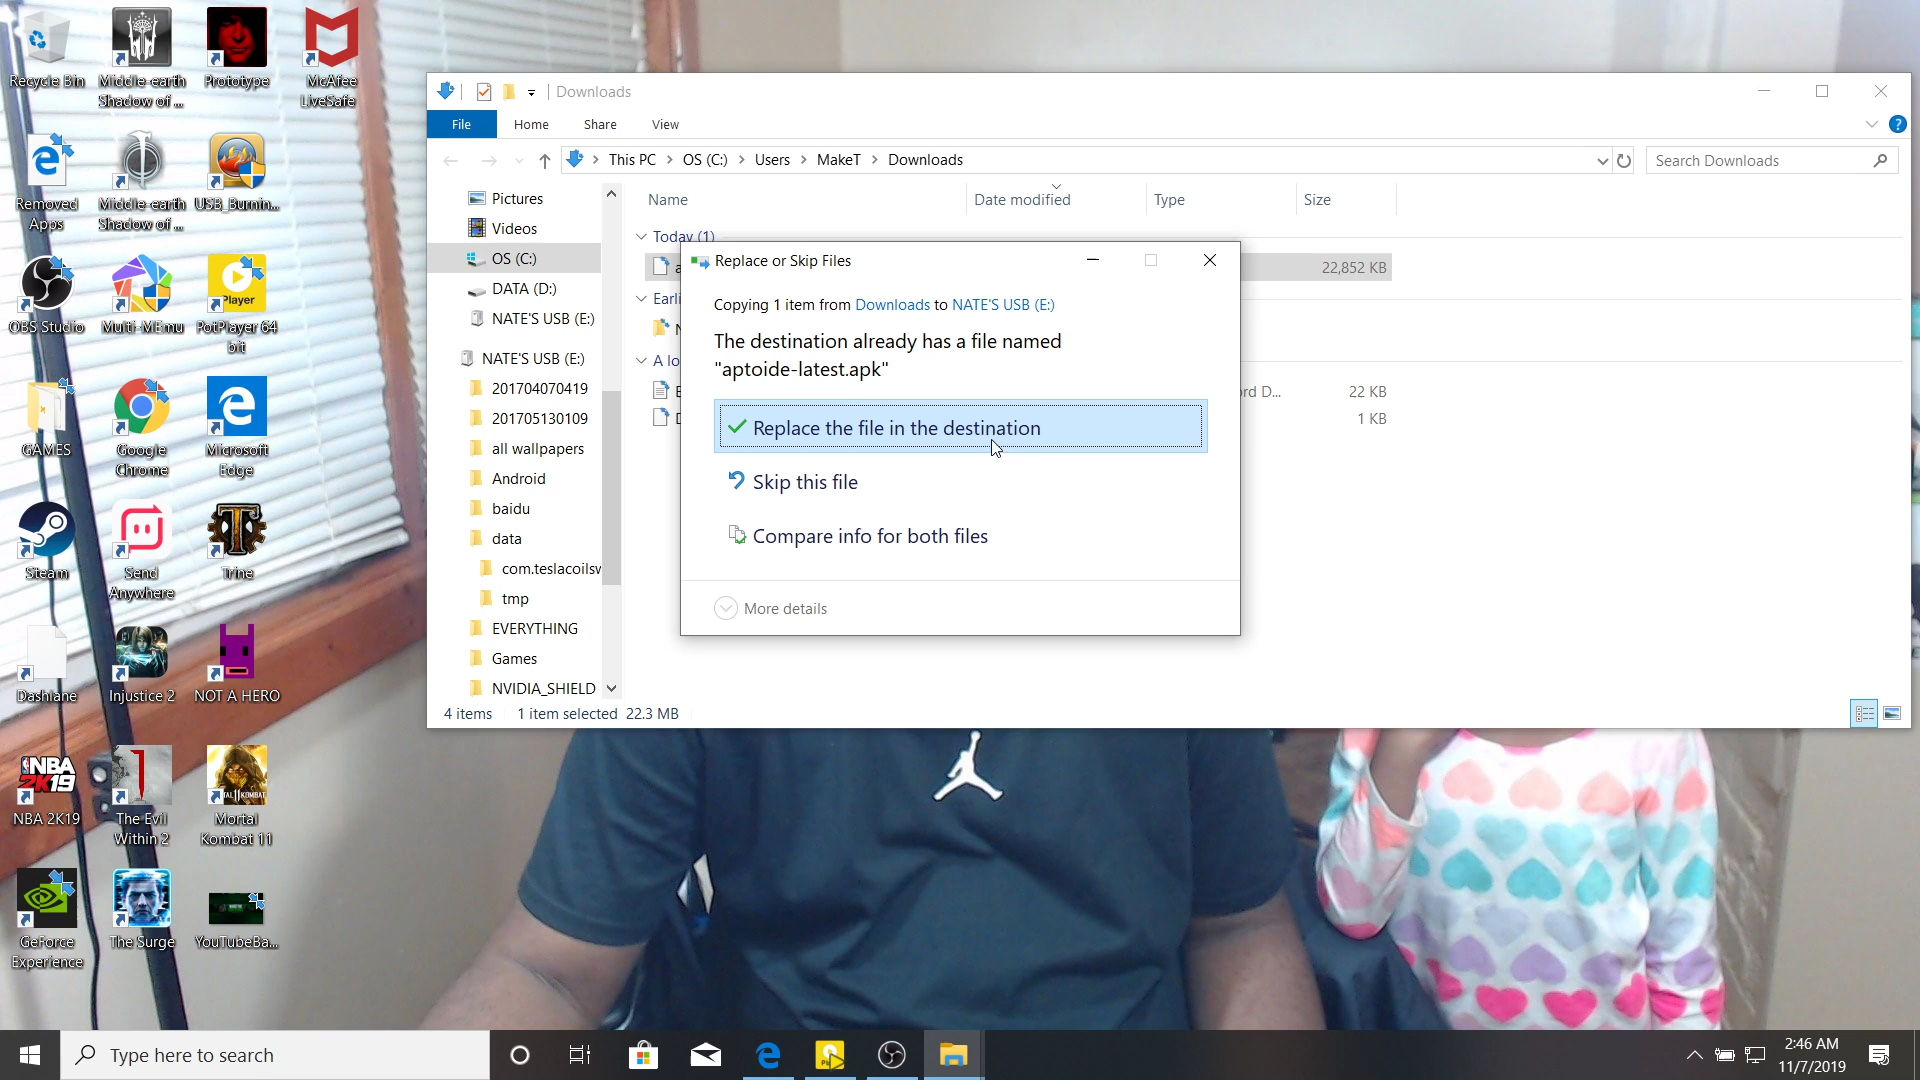 Recycle Bin
Middle-earth
Shadow of ...
Prototype
McAfee
LiveSafe
Removed
Apps
Middle-earth
Shadow of ...
USB_Burnin...
OBS Studio
Multi-MEmu
Player
PotPlayer 64
bit
GAMES
Google
Chrome
Microsoft
Edge
Steam
Send
Anywhere
Trine
Dashlane
Injustice 2
NOT A HERO
NBA
2K19
NBA 2K19
The Evil
Within 2
Mortal
Kombat 11
GeForce
Experience
The Surge
YouTubeBa...
Downloads
File
Home
Share
View
?
This PC > OS (C:) > Users > MakeT > Downloads
Search Downloads
Pictures
Videos
OS (C:)
DATA (D:)
NATE'S USB (E:)
NATE'S USB (E:)
201704070419
201705130109
all wallpapers
Android
baidu
data
com.teslacoilsw
tmp
EVERYTHING
Games
NVIDIA_SHIELD
Name
Date modified
Type
Size
Today (1)
22,852 KB
22 KB
1 KB
Replace or Skip Files
Copying 1 item from Downloads to NATE'S USB (E:)
The destination already has a file named
"aptoide-latest.apk"
Replace the file in the destination
Skip this file
Compare info for both files
More details
4 items
1 item selected 22.3 MB
Type here to search
2:46 AM
11/7/2019